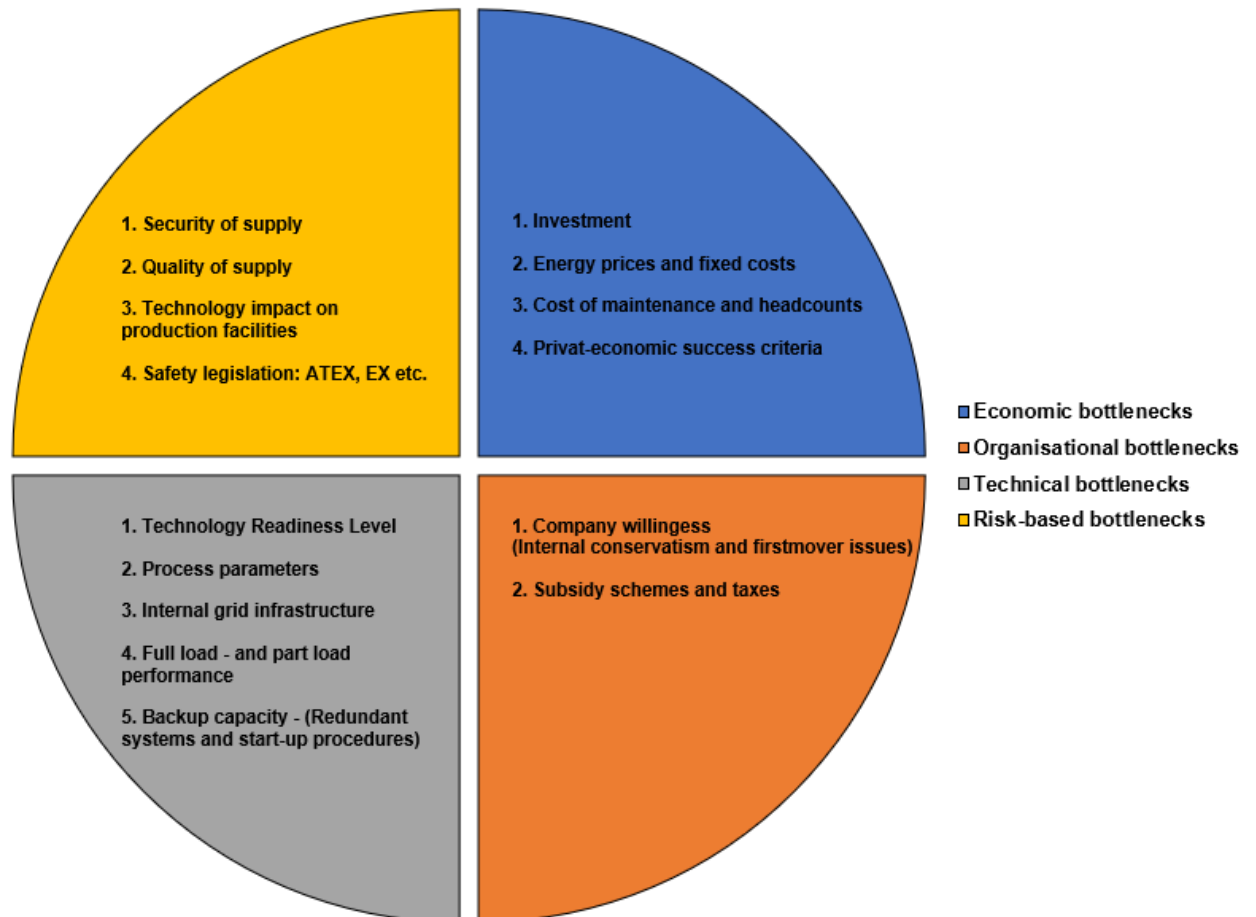 1. Security of supply
2. Quality of supply
3. Technology impact on
production facilities
4. Safety legislation: ATEX, EX etc.
1. Investment
2. Energy prices and fixed costs
3. Cost of maintenance and headcounts
4. Privat-economic success criteria
1. Technology Readiness Level
2. Process parameters
3. Internal grid infrastructure
4. Full load - and part load
performance
5. Backup capacity - (Redundant
systems and start-up procedures)
1. Company willingess
(Internal conservatism and firstmover issues)
2. Subsidy schemes and taxes
Economic bottlenecks
Organisational bottlenecks
Technical bottlenecks
Risk-based bottlenecks